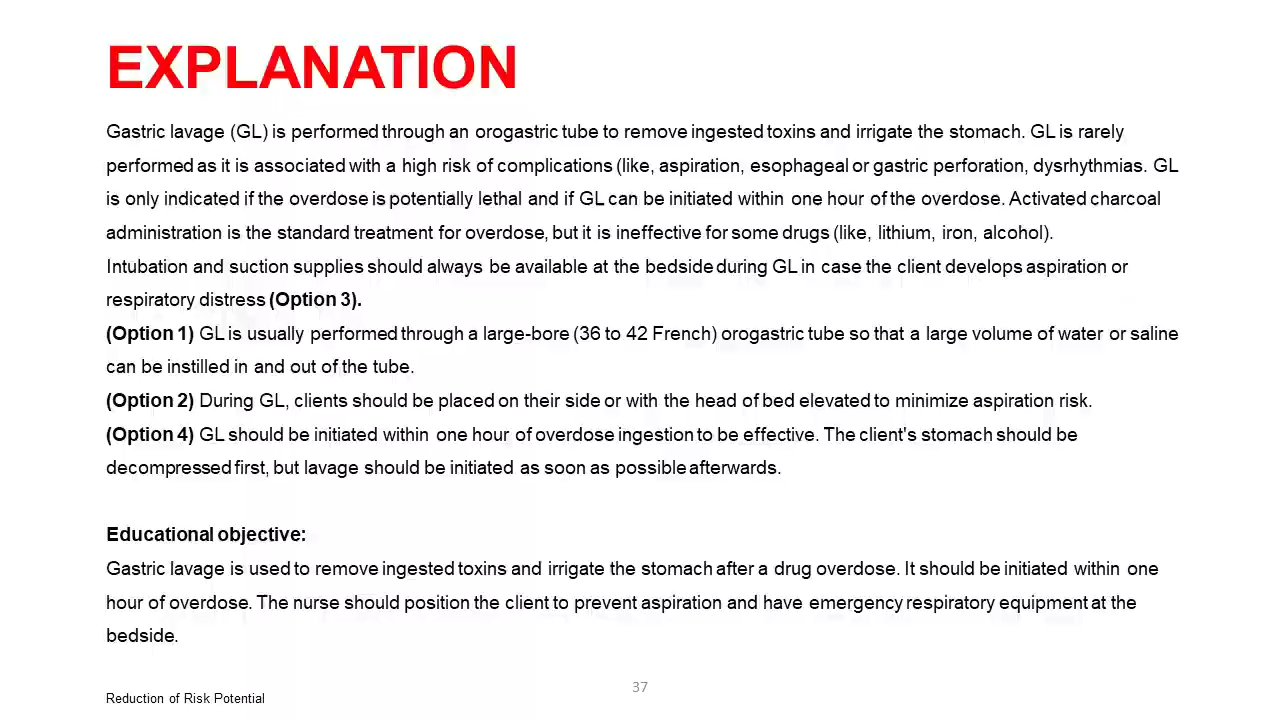 EXPLANATION
Gastric lavage (GL) is performed through an orogastric tube to remove ingested toxins and irrigate the stomach. GL is rarely
performed as it is associated with a high risk of complications (like, aspiration, esophageal or gastric perforation, dysrhythmias. GL
is only indicated if the overdose is potentially lethal and if GL can be initiated within one hour of the overdose. Activated charcoal
administration is the standard treatment for overdose, but it is ineffective for some drugs (like, lithium, iron, alcohol).
Intubation and suction supplies should always be available at the bedside during GL in case the client develops aspiration or
respiratory distress (Option 3).
(Option 1) GL is usually performed through a large-bore (36 to 42 French) orogastric tube so that a large volume of water or saline
can be instilled in and out of the tube.
(Option 2) During GL, clients should be placed on their side or with the head of bed elevated to minimize aspiration risk.
(Option 4) GL should be initiated within one hour of overdose ingestion to be effective. The client's stomach should be
decompressed first, but lavage should be initiated as soon as possible afterwards.
Educational objective:
Gastric lavage is used to remove ingested toxins and irrigate the stomach after a drug overdose. It should be initiated within one
hour of overdose. The nurse should position the client to prevent aspiration and have emergency respiratory equipment at the
bedside.
37
Reduction of Risk Potential